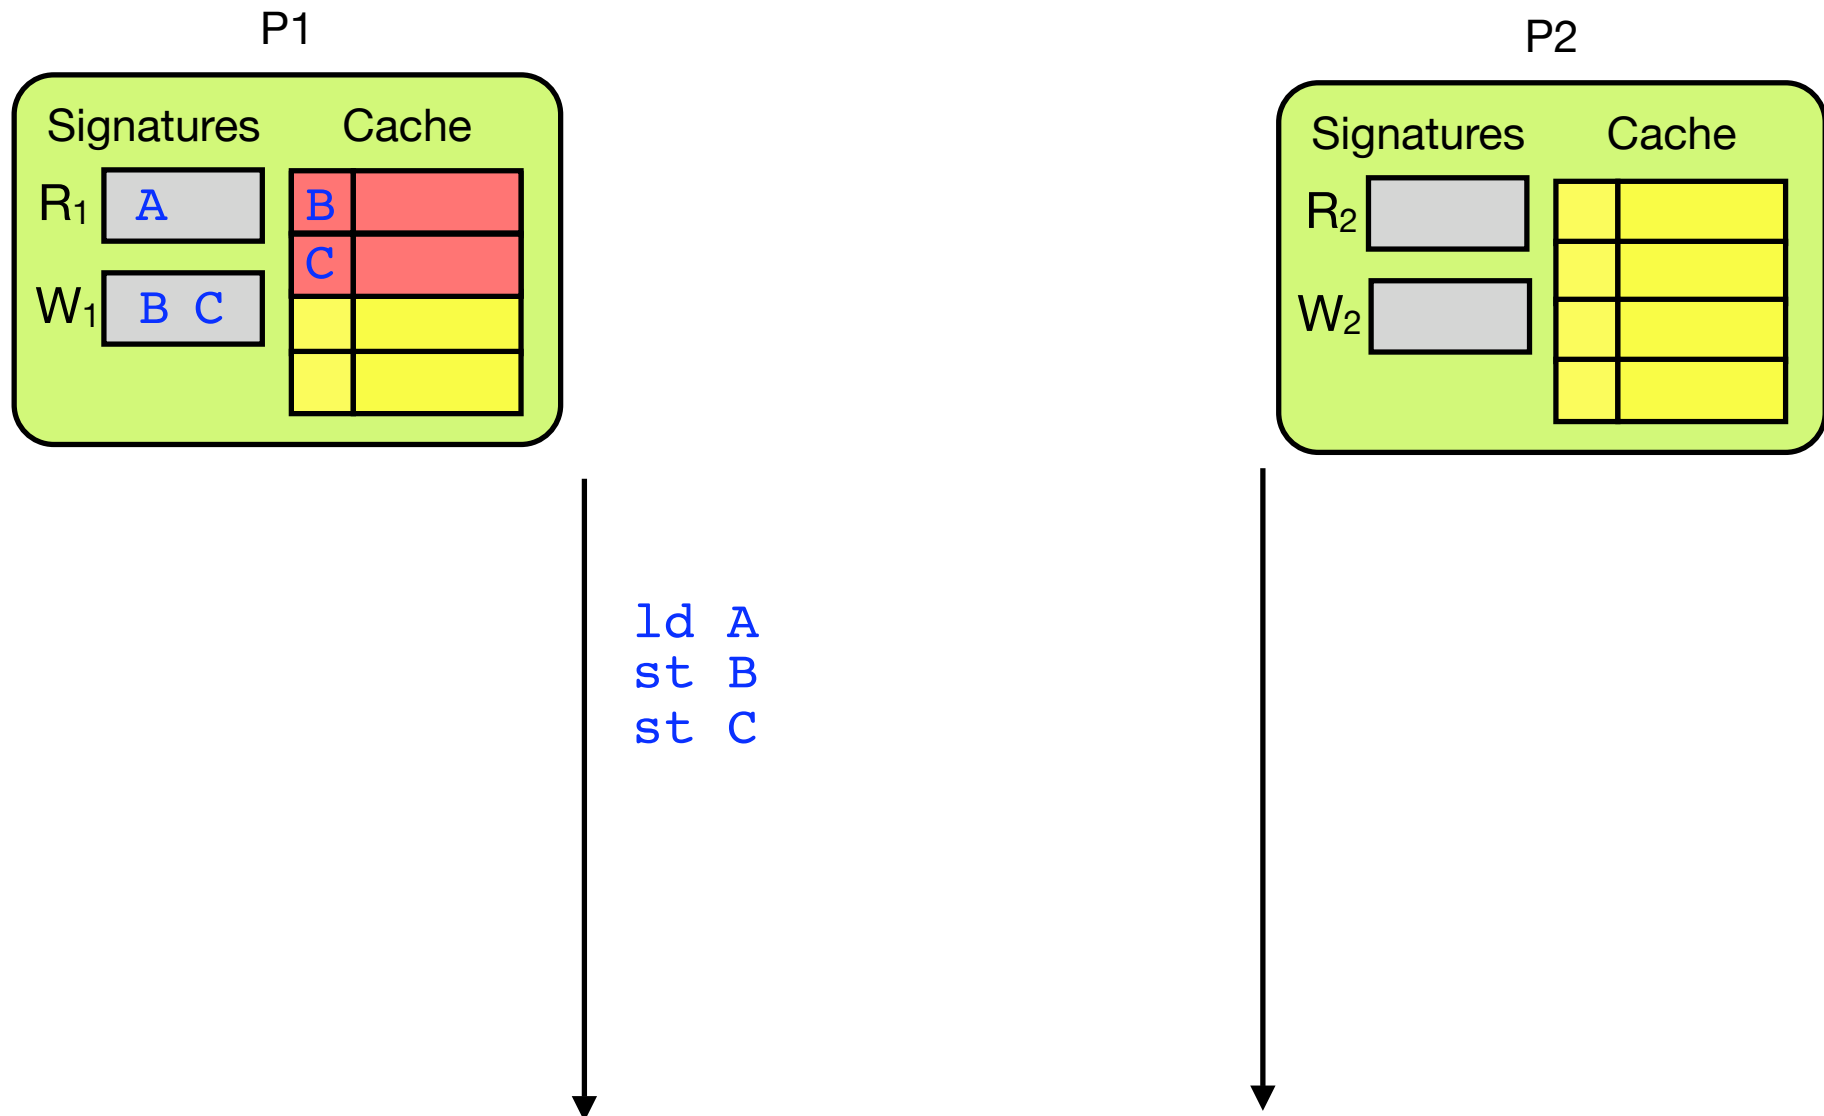 P1
Signatures Cache
R1 A B
C
W1 B C
P2
Signatures Cache
R2
W2
ld A
st B
st C